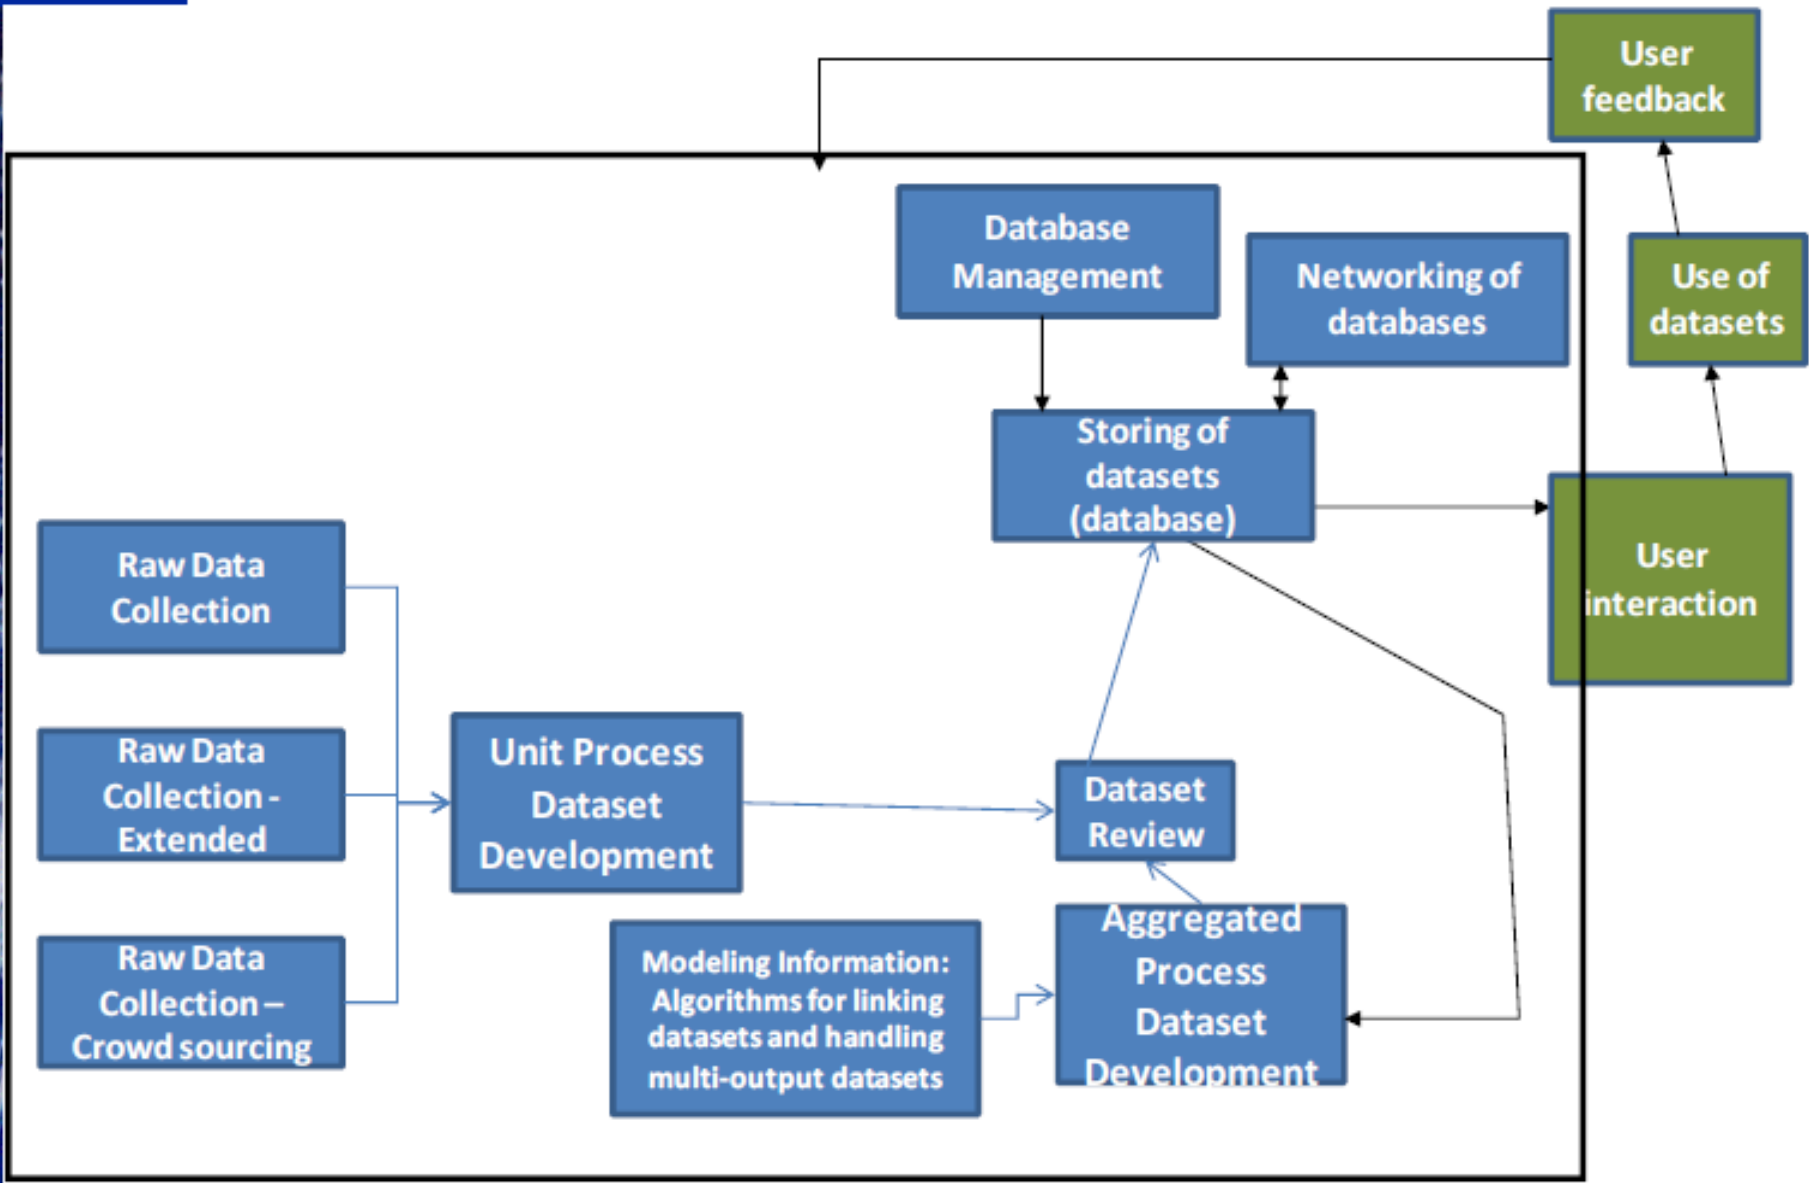 User
feedback
Database
Management
Networking of
databases
Use of
datasets
Storing of
datasets
(database)
User
interaction
Raw Data
Collection
Raw Data
Collection -
Extended
Raw Data
Collection –
Crowd sourcing
Unit Process
Dataset
Development
Dataset
Review
Modeling Information:
Algorithms for linking
datasets and handling
multi-output datasets
Aggregated
Process
Dataset
Development